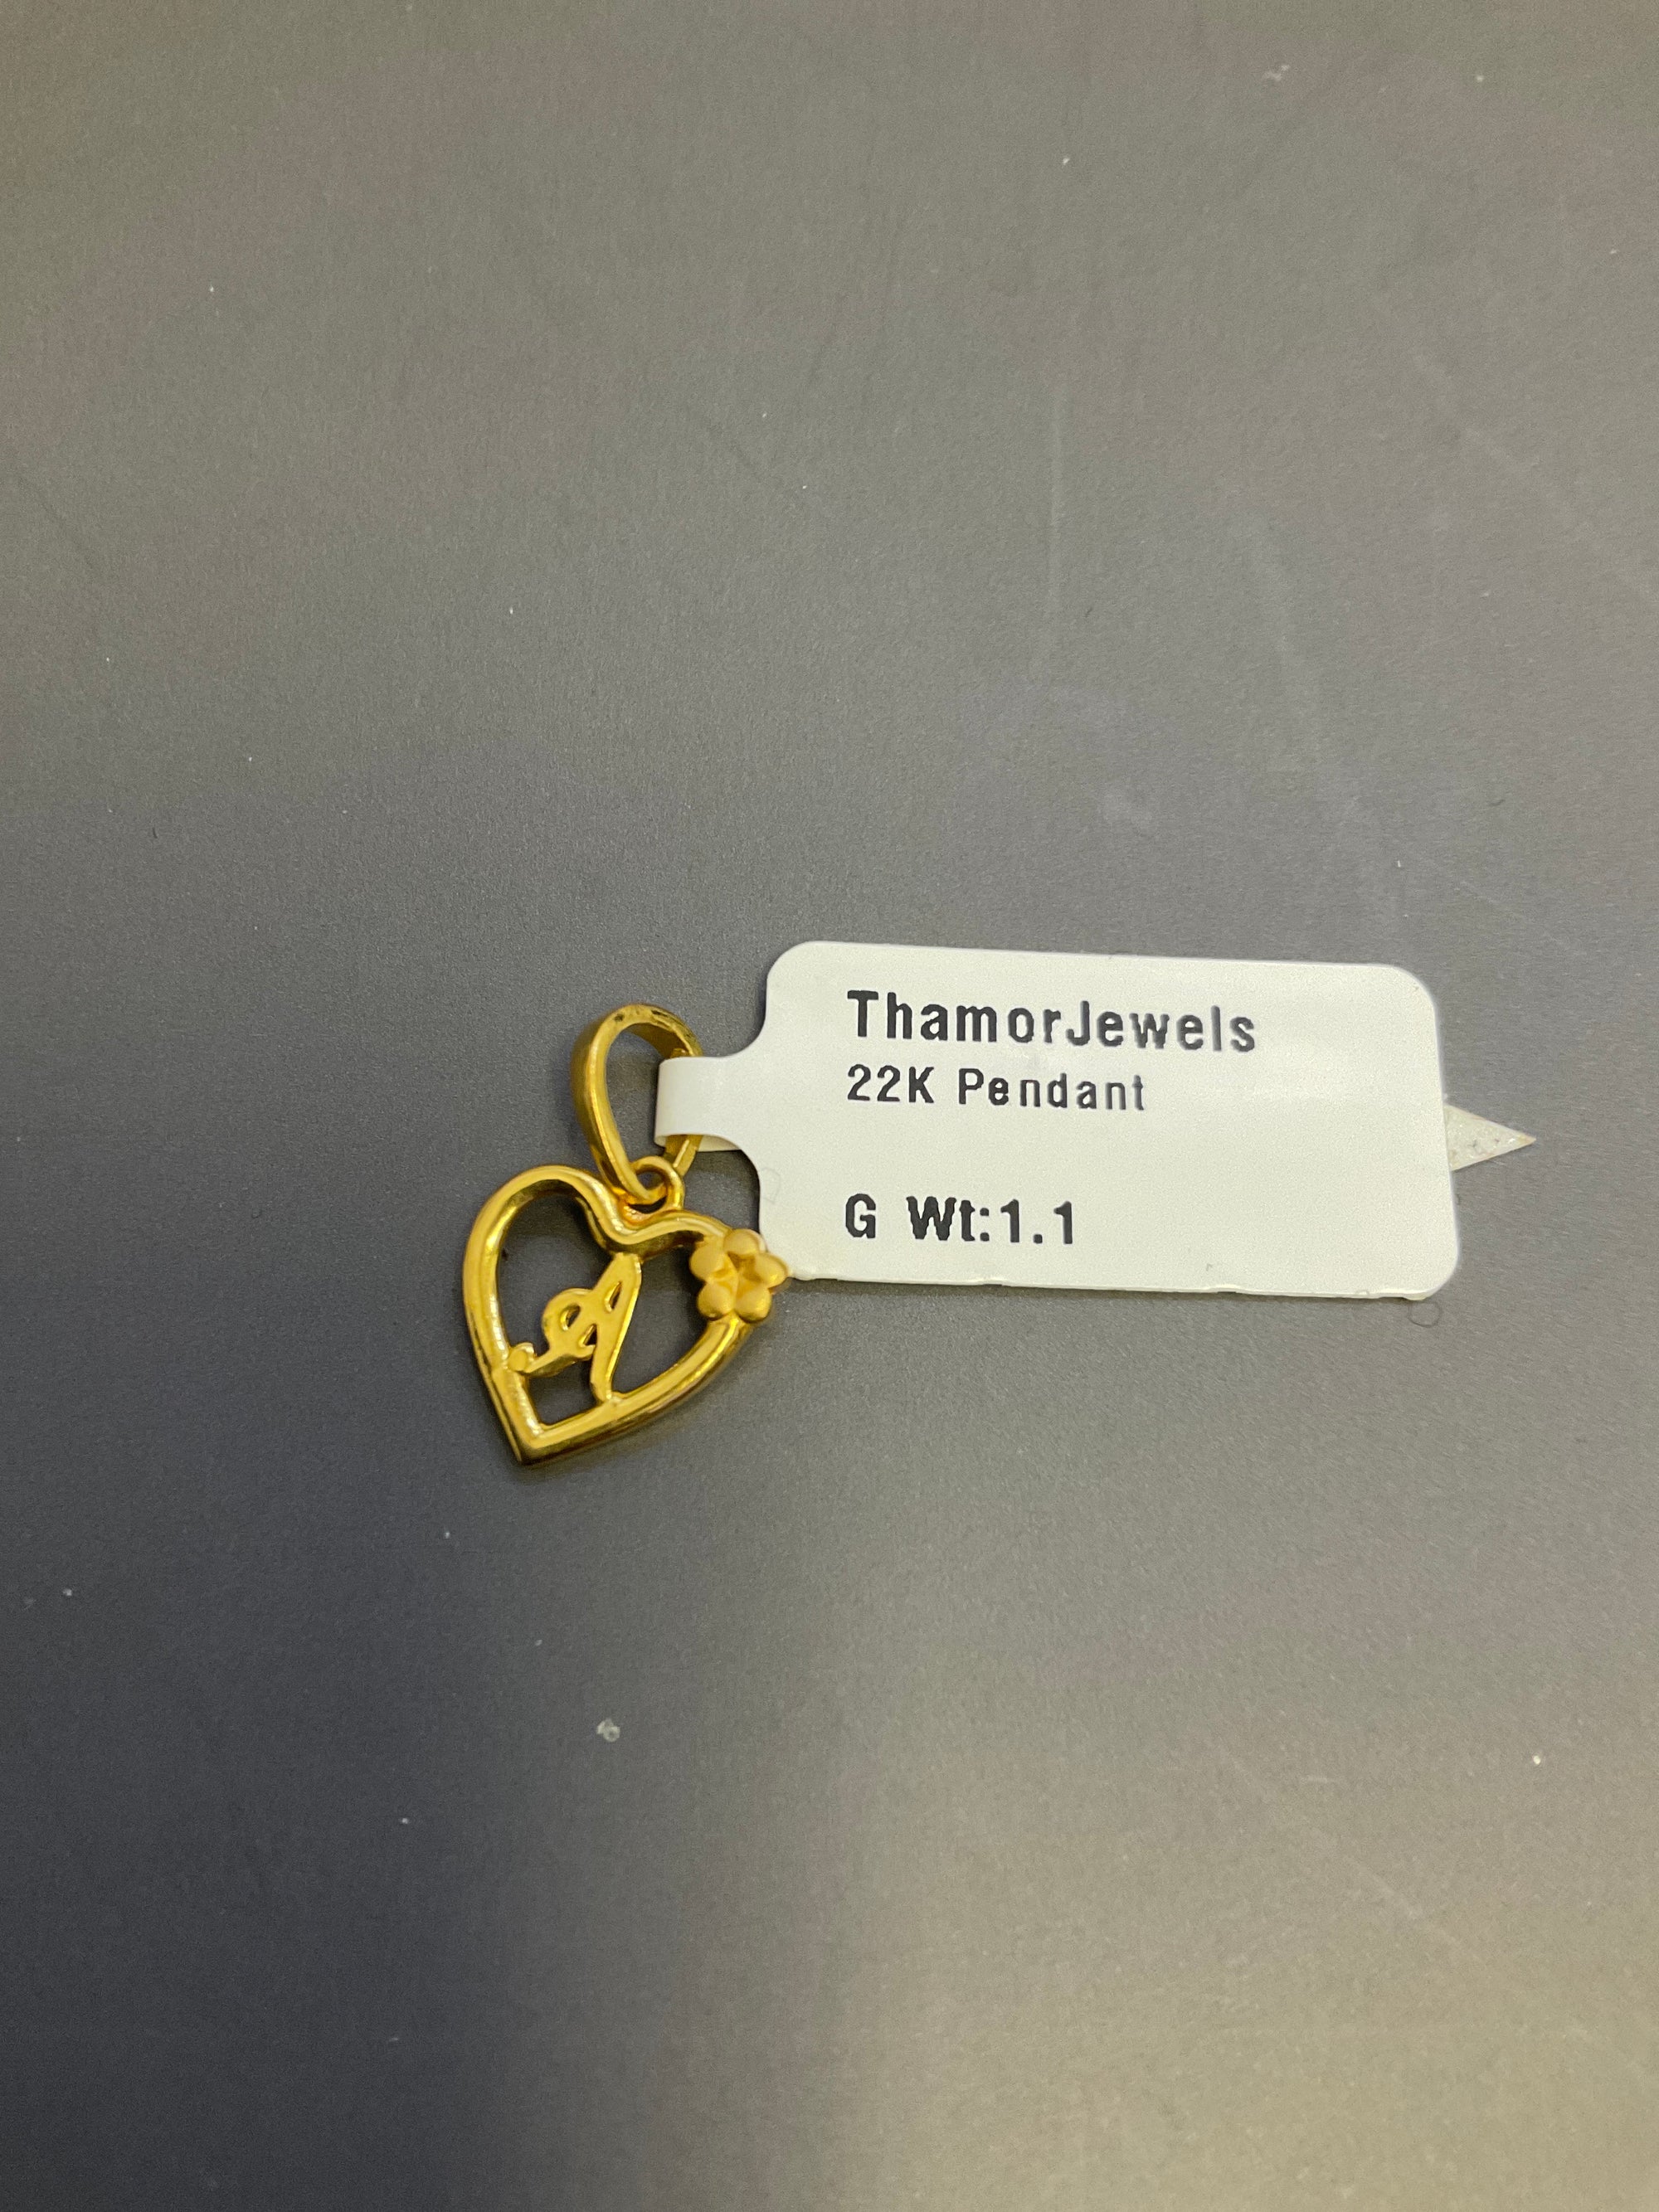 ThamorJewels
22K Pendant
G Wt:1.1
A